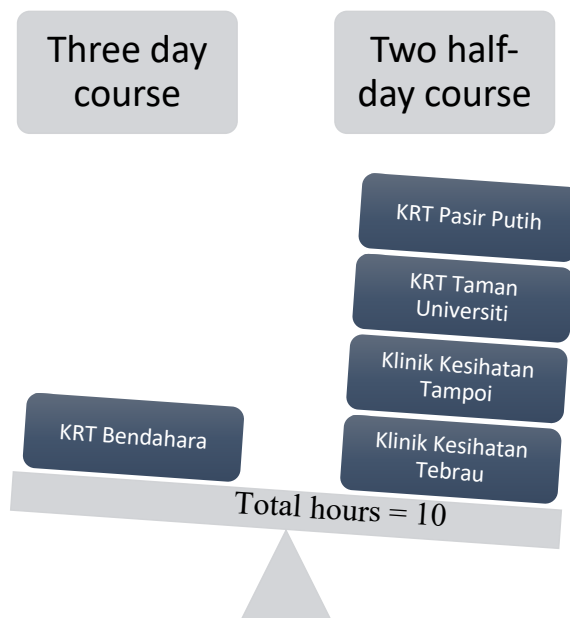 Three day
course
Two half-
day course
KRT Pasir Putih
KRT Taman
Universiti
Klinik Kesihatan
Tampoi
Klinik Kesihatan
Tebrau
KRT Bendahara
Total hours = 10